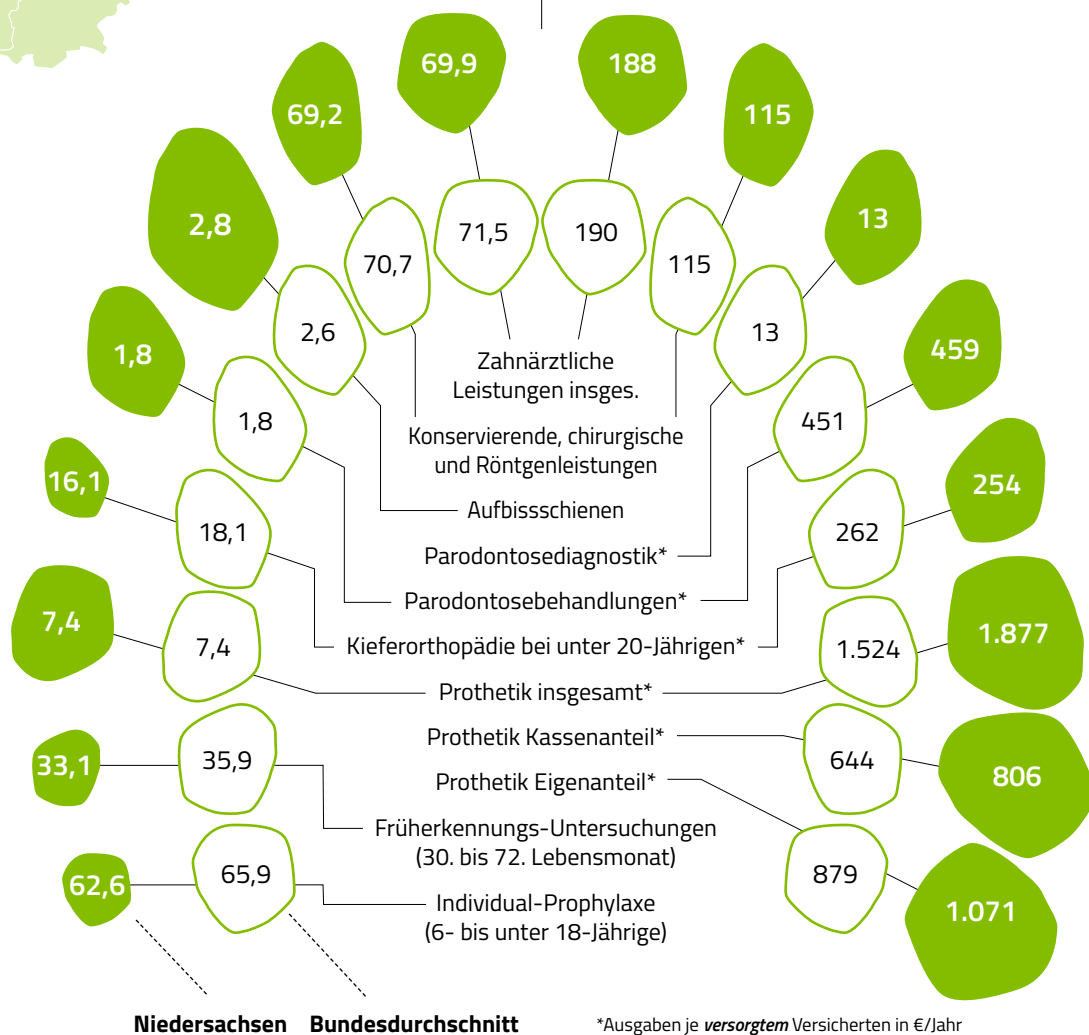 69,9
188
69,2
115
2,8
13
71,5
190
70,7
115
2,6
13
1,8
459
Zahnärztliche
Leistungen insges.
1,8
451
Konservierende, chirurgische
und Röntgenleistungen
16,1
254
Aufbissschienen
18,1
262
Parodontosediagnostik*
Parodontosebehandlungen*
7,4
1.877
Kieferorthopädie bei unter 20-Jährigen*
7,4
1.524
Prothetik insgesamt*
Prothetik Kassenanteil*
33,1
35,9
644
806
Prothetik Eigenanteil*
Früherkennungs-Untersuchungen
(30. bis 72. Lebensmonat)
62,6
65,9
879
1.071
Individual-Prophylaxe
(6- bis unter 18-Jährige)
Niedersachsen Bundesdurchschnitt
*Ausgaben je versorgtem Versicherten in €/Jahr